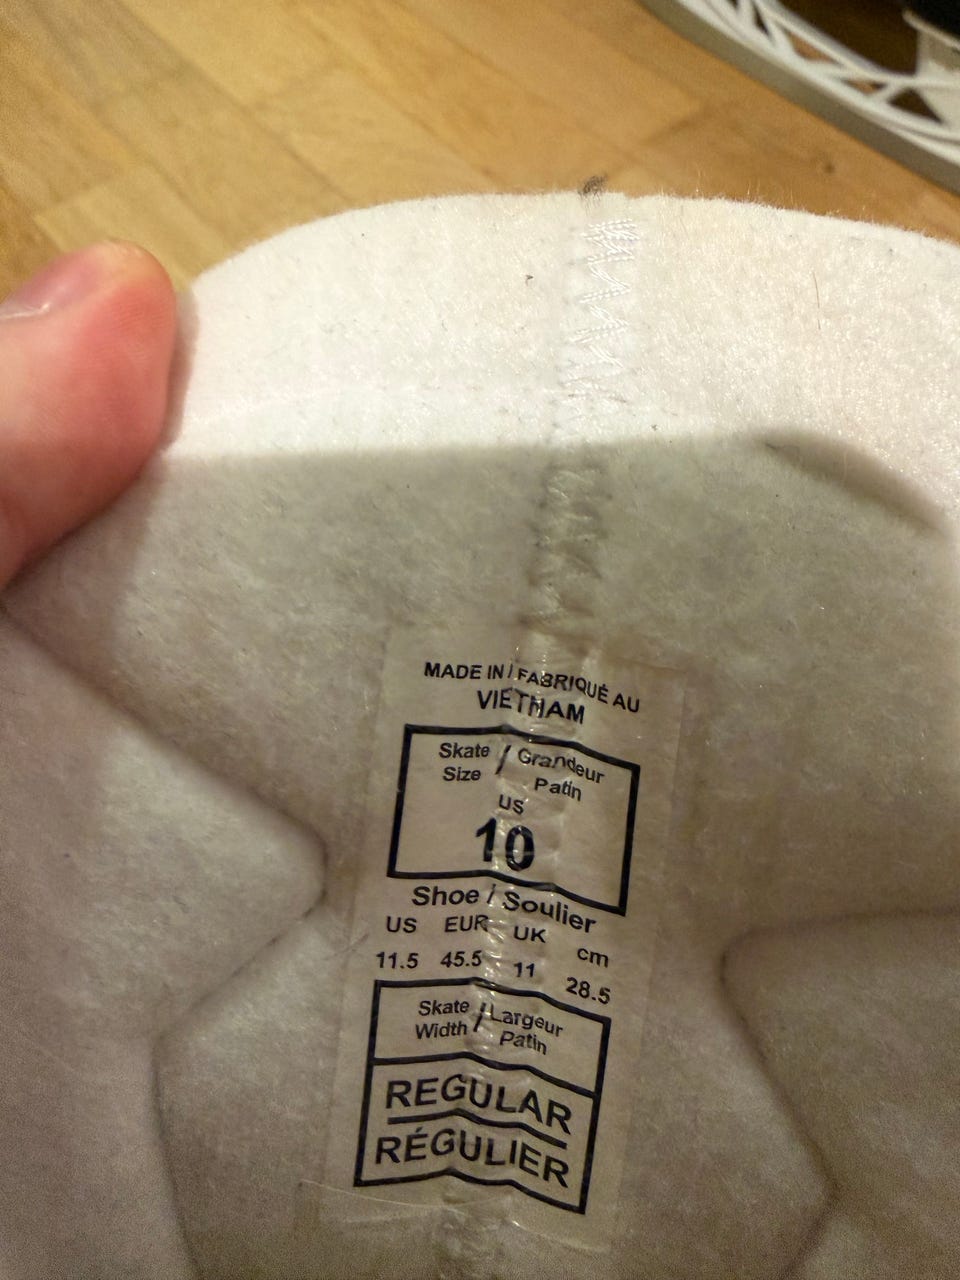 MADE IN / FABRIQUÉ AU
VIETNAM
Skate / Grandeur
Size Patin
US
10
Shoe / Soulier
US EUR UK cm
11.5 45.5 11 28.5
Skate / Largeur
Width Patin
REGULAR
RÉGULIER